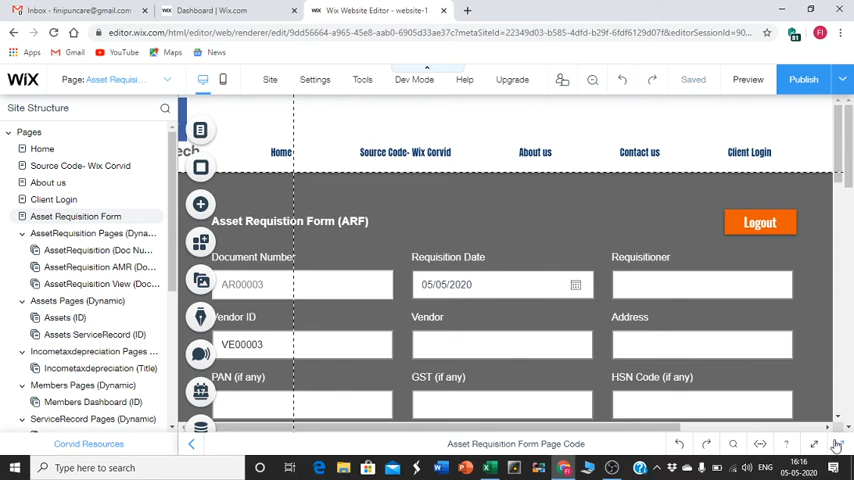 Inbox - finipuncare@gmail.com
Dashboard | Wix.com
Wix Website Editor - website-1
editor.wix.com/html/editor/web/renderer/edit/9dd56664-a965-45e8-aab0-6905d33ae37c?metaSiteId=22349d03-b585-4dfd-bf29-6fdf6129d07f&editorSessionId=90...
81
FI
Apps
Gmail
YouTube
Maps
News
WiX
Page: Asset Requisi...
Site
Settings
Tools
Dev Mode
Help
Upgrade
Saved
Preview
Publish
Site Structure
Pages
Home
Source Code- Wix Corvid
About us
Client Login
Asset Requisition Form
AssetRequisition Pages (Dyna...
AssetRequisition (Doc Nu...
AssetRequisition AMR (Do...
AssetRequisition View (Doc...
Assets Pages (Dynamic)
Assets (ID)
Assets ServiceRecord (ID)
Incometaxdepreciation Pages ...
Incometaxdepreciation (Title)
Members Pages (Dynamic)
Members Dashboard (ID)
ServiceRecord Pages (Dynamic)
tech
Home
Source Code- Wix Corvid
About us
Contact us
Client Login
Asset Requistion Form (ARF)
Logout
Document Number
Requisition Date
Requisitioner
AR00003
05/05/2020
Vendor ID
Vendor
Address
VE00003
PAN (if any)
GST (if any)
HSN Code (if any)
17
Corvid Resources
Asset Requisition Form Page Code
Type here to search
ENG
16:16
05-05-2020